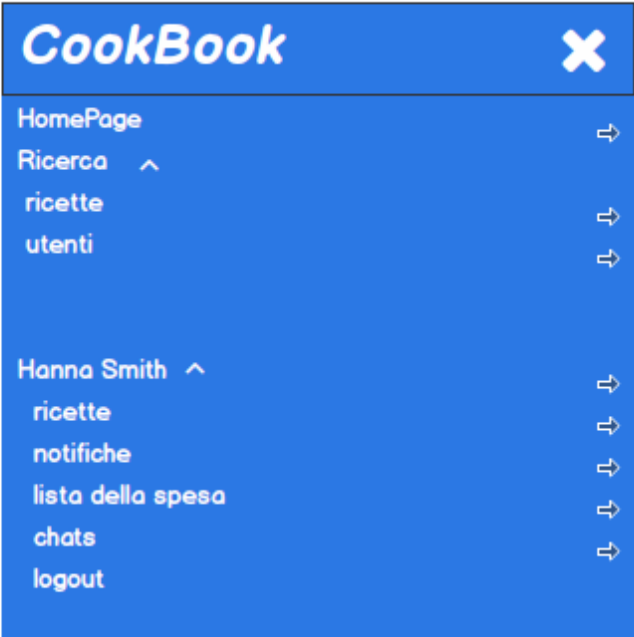 CookBook
HomePage
Ricerca
ricette
utenti
Hanna Smith
ricette
notifiche
lista della spesa
chats
logout